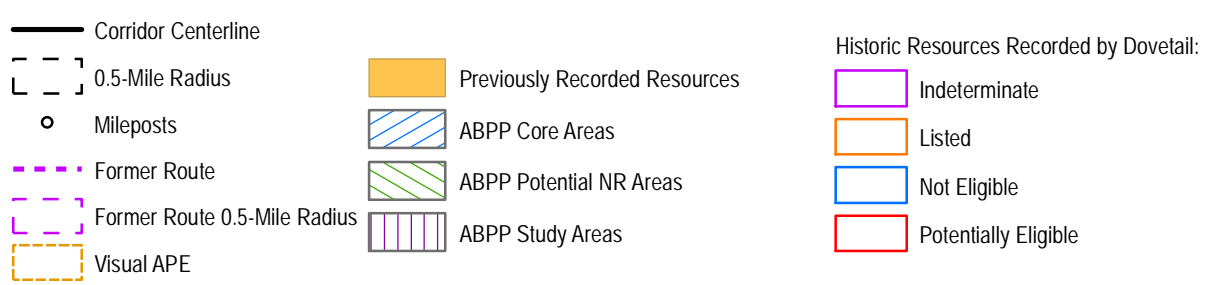 Corridor Centerline
0.5-Mile Radius
Mileposts
Former Route
Former Route 0.5-Mile Radius
Visual APE
Previously Recorded Resources
ABPP Core Areas
ABPP Potential NR Areas
ABPP Study Areas
Historic Resources Recorded by Dovetail:
Indeterminate
Listed
Not Eligible
Potentially Eligible